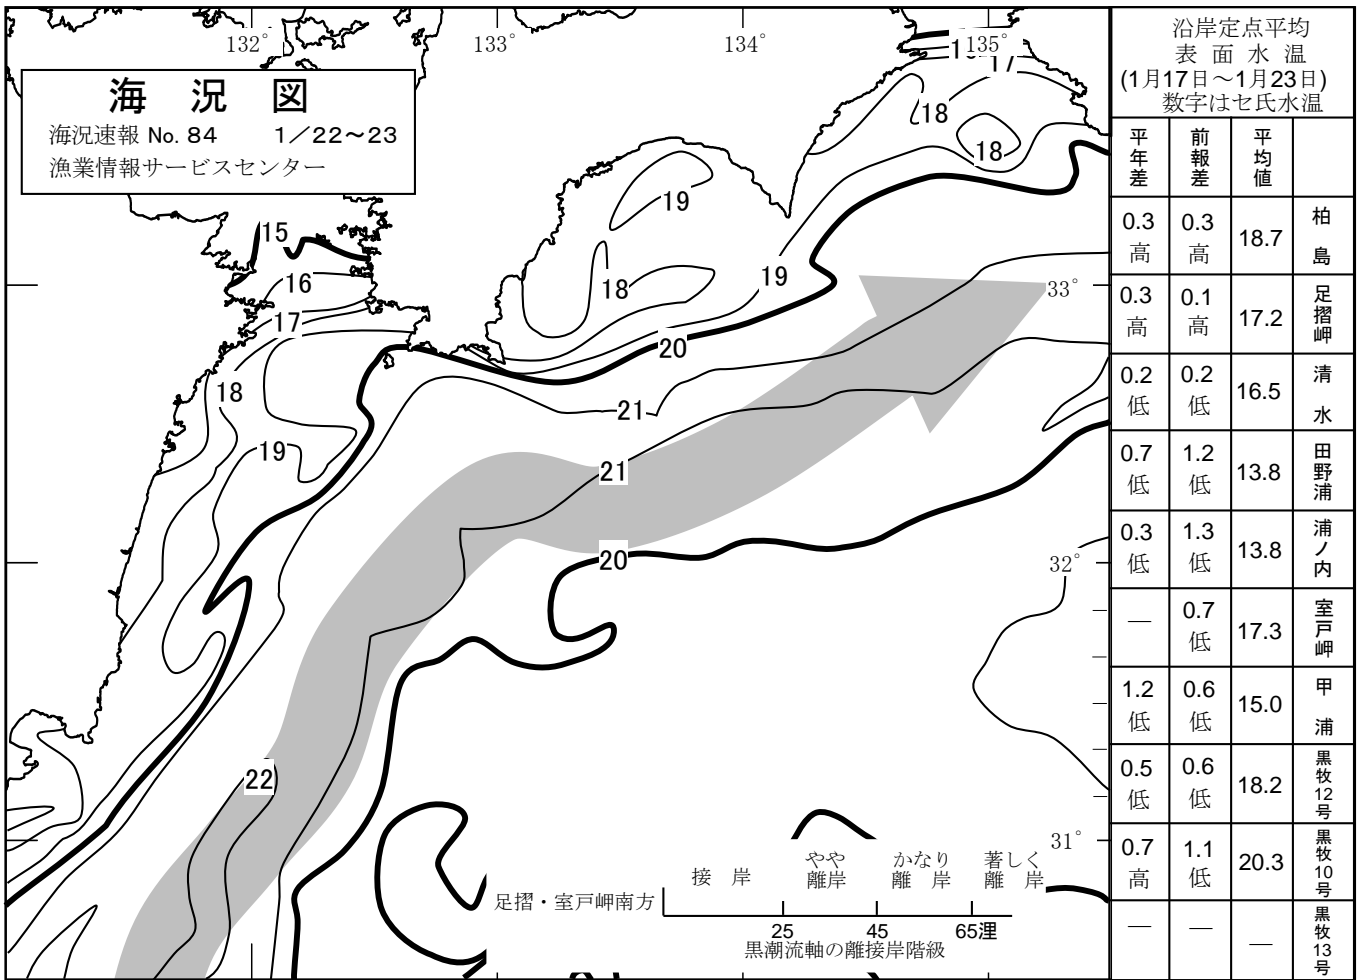 132° 133° 134° 135°
海 況 図
海況速報 No. 84 1／22～23
漁業情報サービスセンター
17
18
18
19
15
16
18
19
33°
17
20
18
21
19
21
20
32°
22
31°
接 岸 やや離岸 かなり離 岸 著しく離 岸
足摺・室戸岬南方
25 45 65浬
黒潮流軸の離接岸階級
沿岸定点平均
表 面 水 温
(1月17日～1月23日)
数字はセ氏水温
平年差 前報差 平均値
0.3高 0.3高 18.7 柏島
0.3高 0.1高 17.2 足摺岬
0.2低 0.2低 16.5 清水
0.7低 1.2低 13.8 田野浦
0.3低 1.3低 13.8 浦ノ内
— 0.7低 17.3 室戸岬
1.2低 0.6低 15.0 甲浦
0.5低 0.6低 18.2 黒牧12号
0.7高 1.1低 20.3 黒牧10号
— — — 黒牧13号